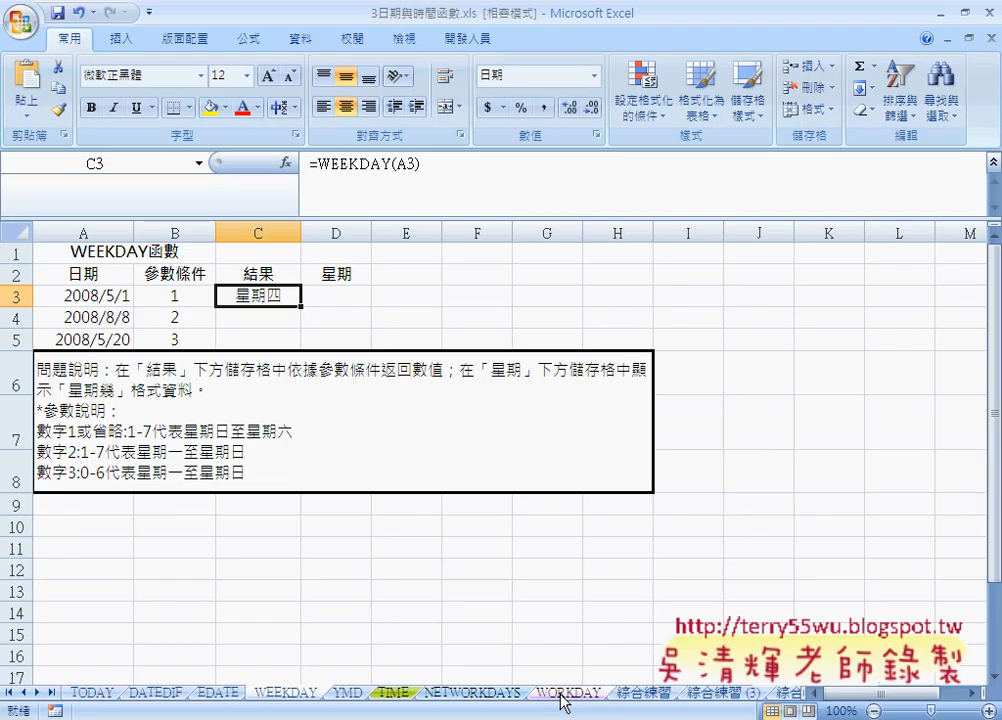 3日期與時間函數.xls [相容模式] - Microsoft Excel
常用 插入 版面配置 公式 資料 校閱 檢視 開發人員
貼上 微軟正黑體 12 日期 設定格式化的條件 格式化為表格 儲存格樣式 插入 刪除 格式 排序與篩選 尋找與選取
剪貼簿 字型 對齊方式 數值 樣式 儲存格 編輯
C3 fx =WEEKDAY(A3)
A B C D E F G H I J K L M
1 WEEKDAY函數
2 日期 參數條件 結果 星期
3 2008/5/1 1 星期四
4 2008/8/8 2
5 2008/5/20 3
6 問題說明：在「結果」下方儲存格中依據參數條件返回數值；在「星期」下方儲存格中顯
示「星期幾」格式資料。
*參數說明：
7 數字1或省略:1-7代表星期日至星期六
數字2:1-7代表星期一至星期日
8 數字3:0-6代表星期一至星期日
9
10
11
12
13
14
15
http://terry55wu.blogspot.tw
16
吳清輝老師錄製
17
TODAY DATEDIF EDATE WEEKDAY YMD TIME NETWORKDAYS WORKDAY 綜合練習 綜合練習 (3) 綜合
就緒 100%